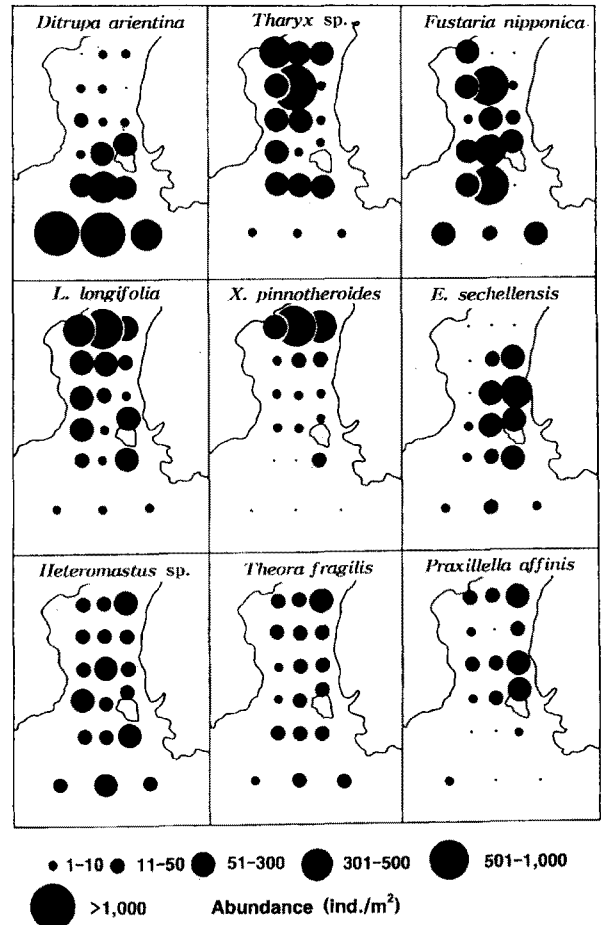 Ditrupa arientina Tharyx sp. Fustaria nipponica
L. longifolia X. pinnotheroides E. sechellensis
Heteromastus sp. Theora fragilis Praxillella affinis
1-10 11-50 51-300 301-500 501-1,000
>1,000 Abundance (ind./m²)